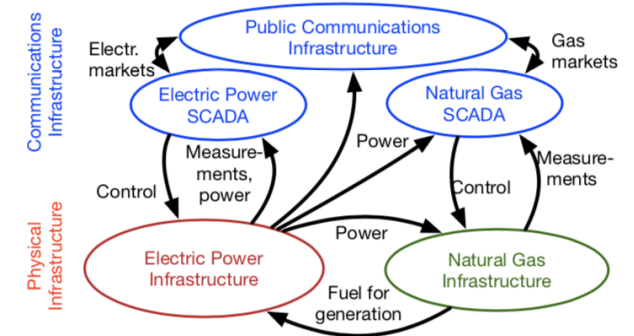 Communications
Infrastructure
Public Communications
Infrastructure
Electr.
markets
Gas
markets
Electric Power
SCADA
Natural Gas
SCADA
Measure-
ments,
power
Power
Measure-
ments
Control
Control
Physical
Infrastructure
Electric Power
Infrastructure
Power
Natural Gas
Infrastructure
Fuel for
generation